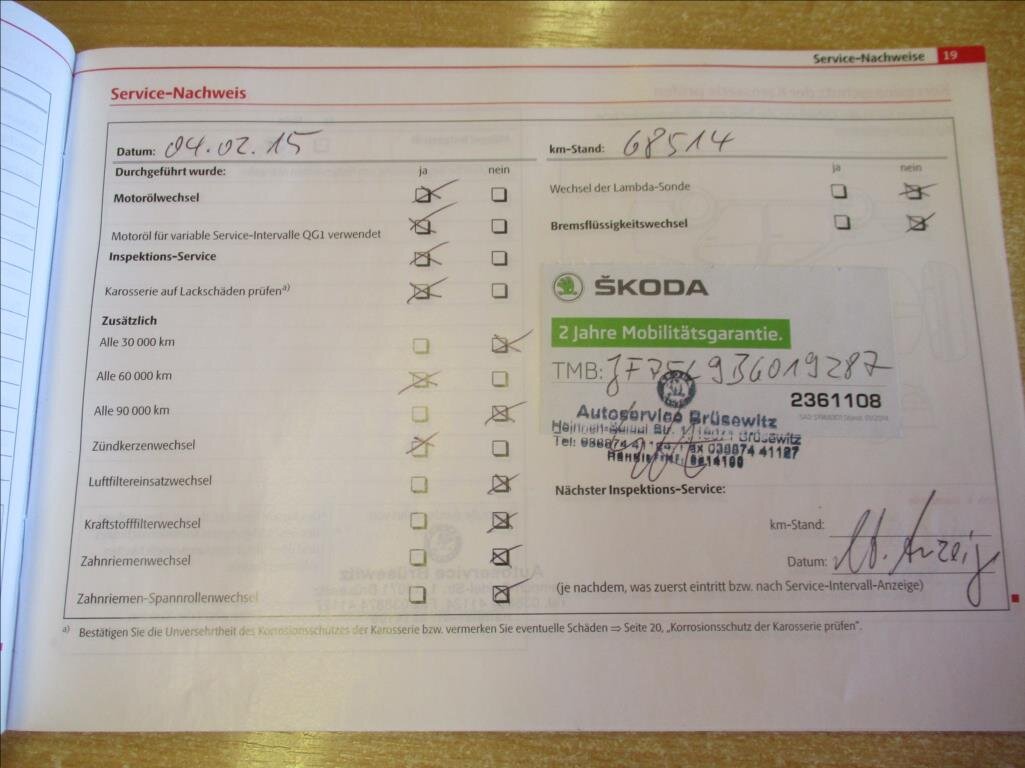 Service-Nachweise 19
Service-Nachweis
Datum: 04.02.15
Durchgeführt wurde: ja nein
Motorölwechsel
Motoröl für variable Service-Intervalle QG1 verwendet
Inspektions-Service
Karosserie auf Lackschäden prüfen a)
Zusätzlich
Alle 30 000 km
Alle 60 000 km
Alle 90 000 km
Zündkerzenwechsel
Luftfiltereinsatzwechsel
Kraftstofffilterwechsel
Zahnriemenwechsel
Zahnriemen-Spannrollenwechsel
km-Stand: 68514
ja nein
Wechsel der Lambda-Sonde
Bremsflüssigkeitswechsel
ŠKODA
2 Jahre Mobilitätsgarantie.
TMB:
2361108
Autoservice Brüsewitz
Brüsewitz
038874 41127
Nächster Inspektions-Service:
km-Stand:
Datum: lt. Anzeig
(je nachdem, was zuerst eintritt bzw. nach Service-Intervall-Anzeige)
a) Bestätigen Sie die Unversehrtheit des Korrosionsschutzes der Karosserie bzw. vermerken Sie eventuelle Schäden ⇒ Seite 20, „Korrosionsschutz der Karosserie prüfen".